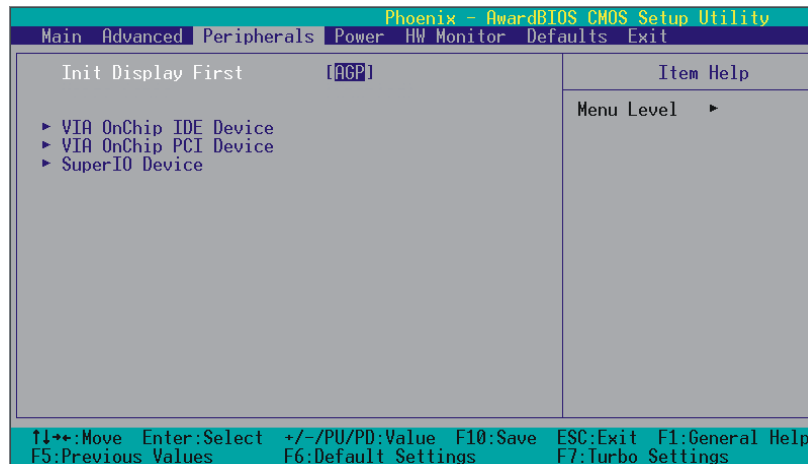 Phoenix - AwardBIOS CMOS Setup Utility
Main Advanced Peripherals Power HW Monitor Defaults Exit
Init Display First [AGP]
Item Help
Menu Level ►
► VIA OnChip IDE Device
► VIA OnChip PCI Device
► SuperIO Device
↑↓→←:Move Enter:Select +/-/PU/PD:Value F10:Save ESC:Exit F1:General Help
F5:Previous Values F6:Default Settings F7:Turbo Settings